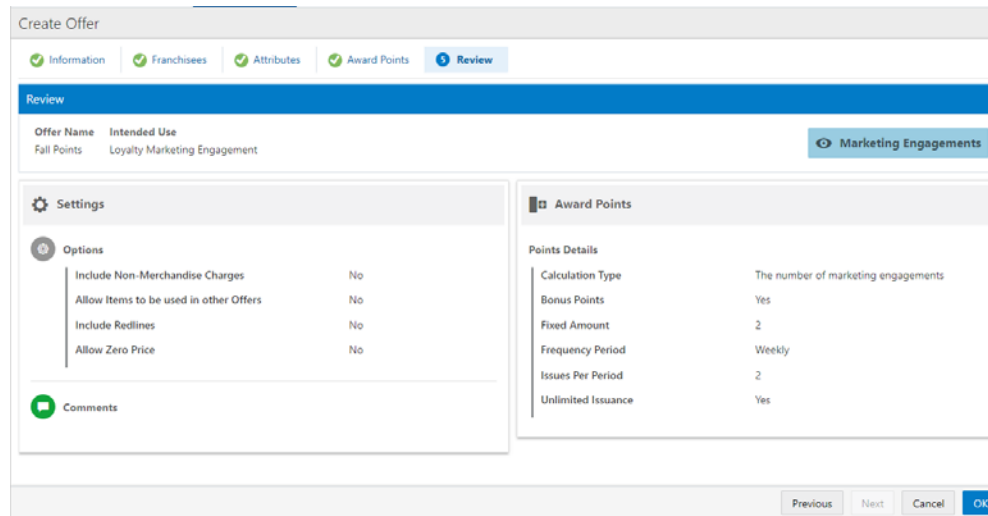 Create Offer
Information Franchisees Attributes Award Points 5 Review
Review
Offer Name Intended Use
Fall Points Loyalty Marketing Engagement
Marketing Engagements
Settings
Options
Include Non-Merchandise Charges No
Allow Items to be used in other Offers No
Include Redlines No
Allow Zero Price No
Comments
Award Points
Points Details
Calculation Type The number of marketing engagements
Bonus Points Yes
Fixed Amount 2
Frequency Period Weekly
Issues Per Period 2
Unlimited Issuance Yes
Previous Next Cancel OK